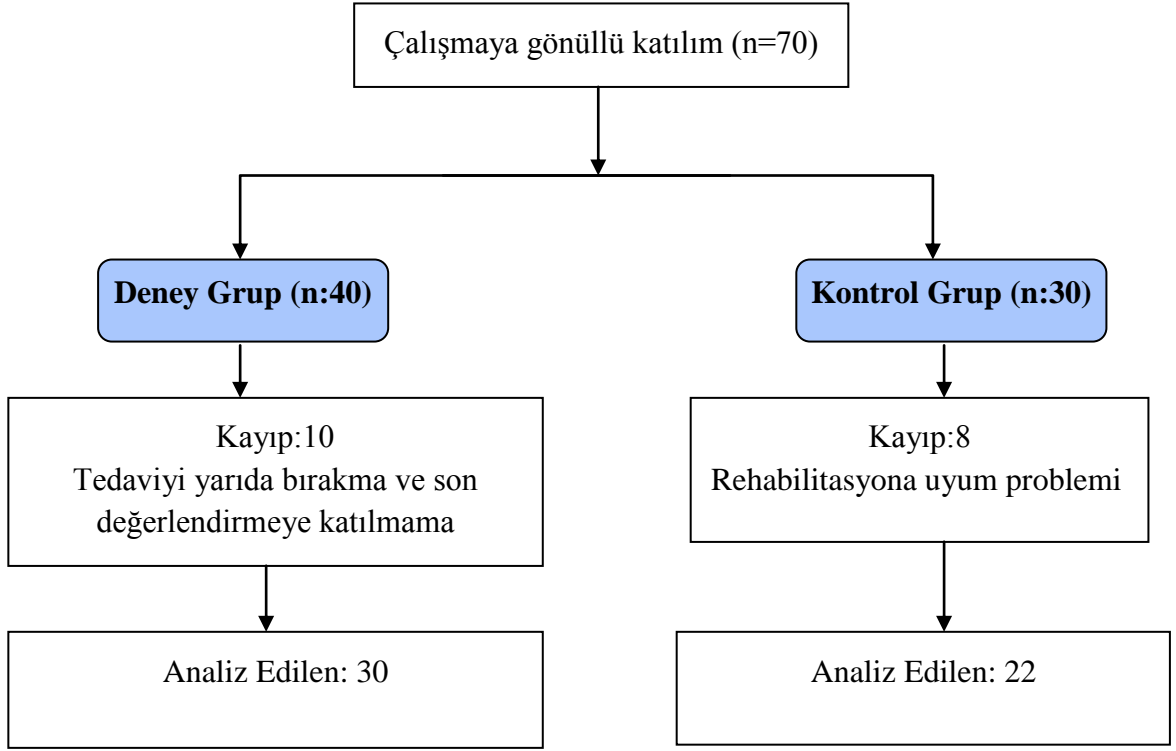 Çalışmaya gönüllü katılım (n=70)
Deney Grup (n:40)
Kontrol Grup (n:30)
Kayıp:10
Tedaviyi yarıda bırakma ve son
değerlendirmeye katılmama
Kayıp:8
Rehabilitasyona uyum problemi
Analiz Edilen: 30
Analiz Edilen: 22